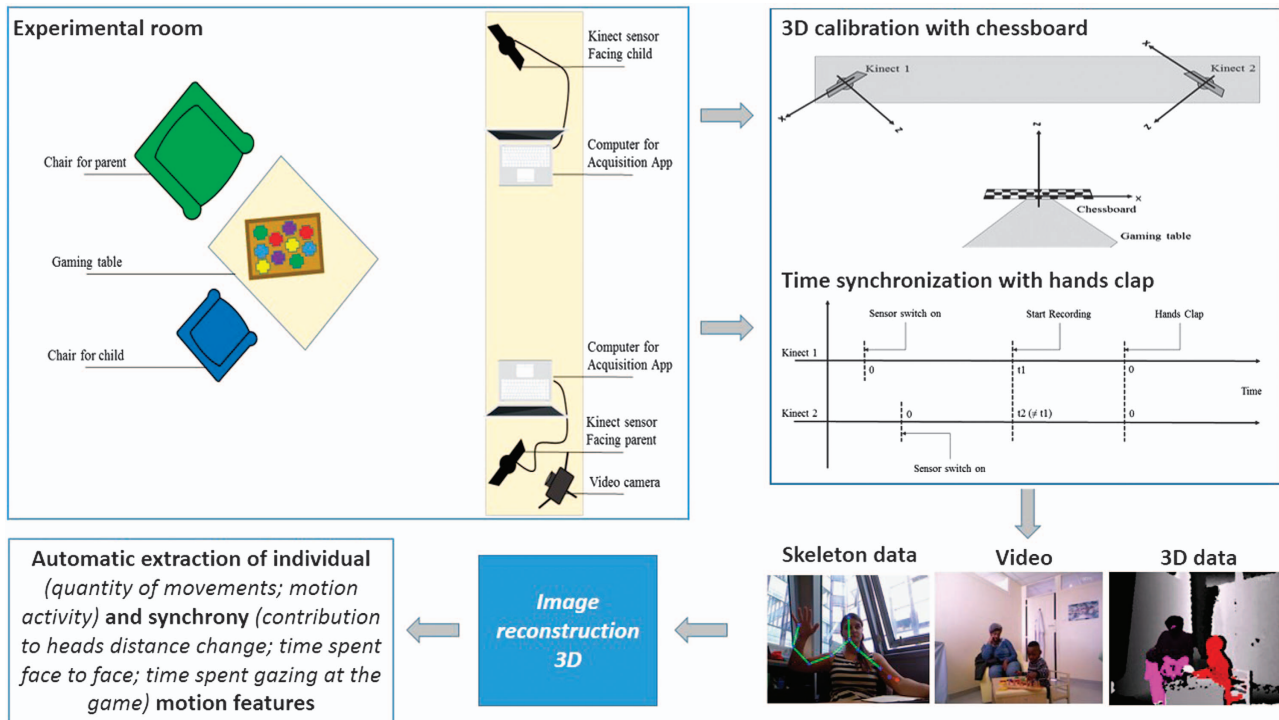 Experimental room
Kinect sensor
Facing child
Chair for parent
Computer for
Acquisition App
Gaming table
Chair for child
Computer for
Acquisition App
Kinect sensor
Facing parent
Video camera
3D calibration with chessboard
Kinect 1
Kinect 2
x
z
x
z
z
x
Chessboard
Gaming table
Time synchronization with hands clap
Sensor switch on
Start Recording
Hands Clap
Kinect 1
0
t1
0
Time
Kinect 2
0
t2 (≠ t1)
0
Sensor switch on
Skeleton data
Video
3D data
Image
reconstruction
3D
Automatic extraction of individual
(quantity of movements; motion
activity) and synchrony (contribution
to heads distance change; time spent
face to face; time spent gazing at the
game) motion features